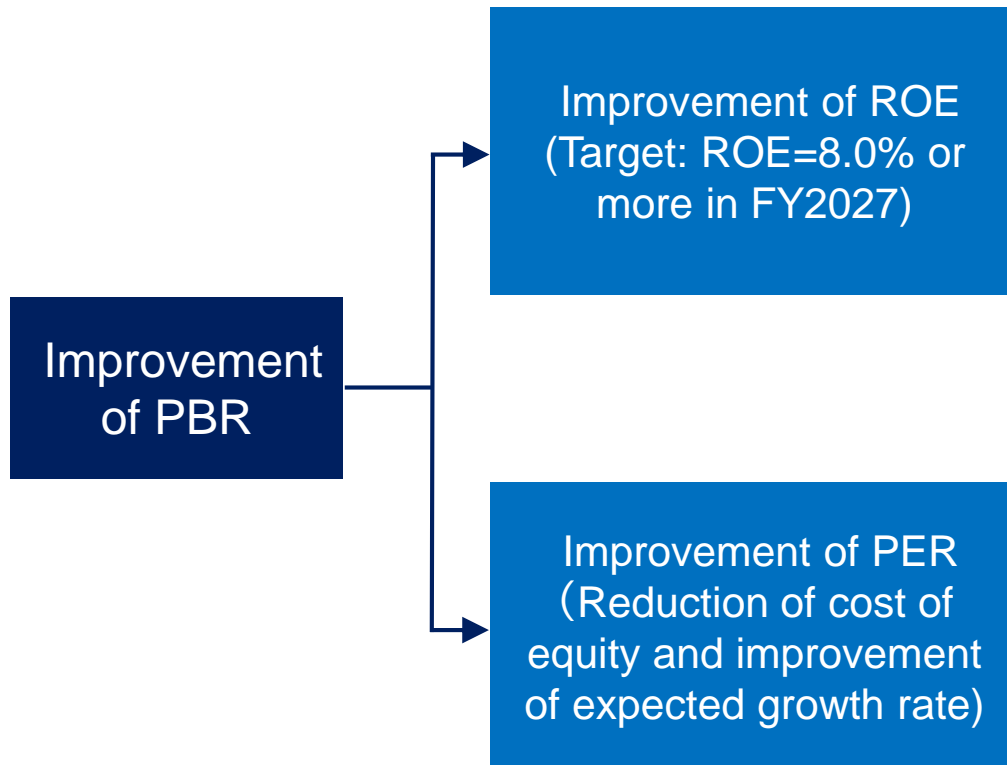 Improvement of ROE
(Target: ROE=8.0% or
more in FY2027)
Improvement
of PBR
Improvement of PER
（Reduction of cost of
equity and improvement
of expected growth rate)